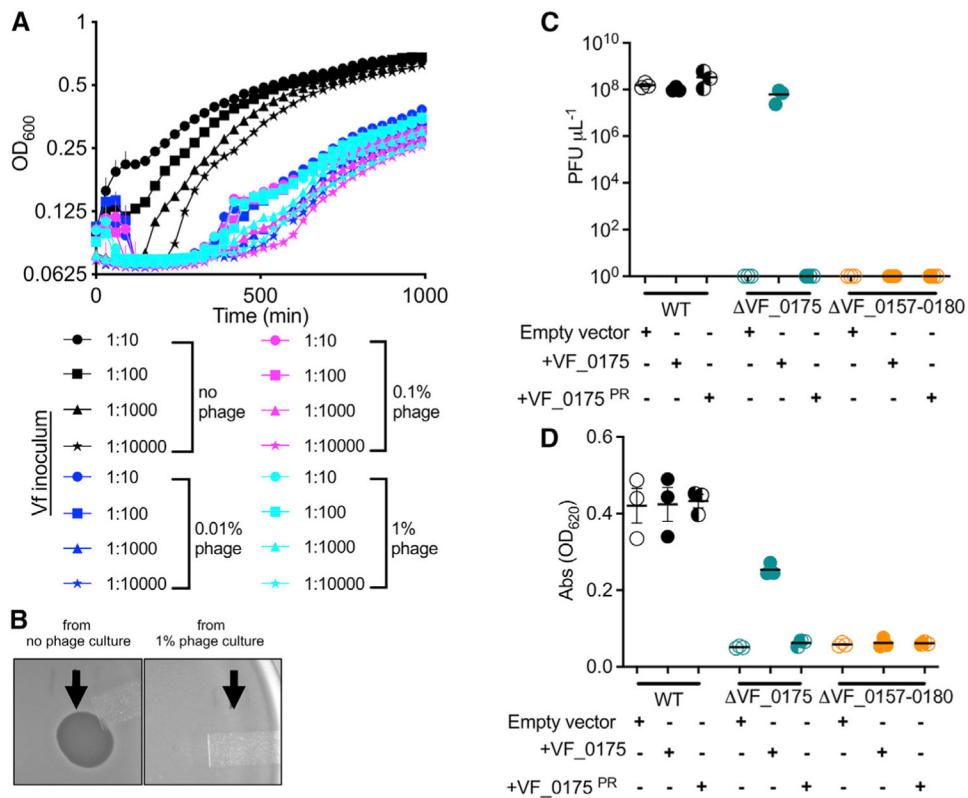 A
1
0.5
0.25
0.125
0.0625
OD600
0 500 1000
Time (min)
Vf inoculum
1:10
1:100
1:1000
1:10000
no phage
1:10
1:100
1:1000
1:10000
0.1% phage
1:10
1:100
1:1000
1:10000
0.01% phage
1:10
1:100
1:1000
1:10000
1% phage
B
from
no phage culture
from
1% phage culture
C
10^10
10^8
10^6
10^4
10^2
10^0
PFU µL^-1
WT ΔVF_0175 ΔVF_0157-0180
Empty vector + - - + - - + - -
+VF_0175 - + - - + - - + -
+VF_0175 PR - - + - - + - - +
D
0.6
0.4
0.2
0.0
Abs (OD620)
WT ΔVF_0175 ΔVF_0157-0180
Empty vector + - - + - - + - -
+VF_0175 - + - - + - - + -
+VF_0175 PR - - + - - + - - +